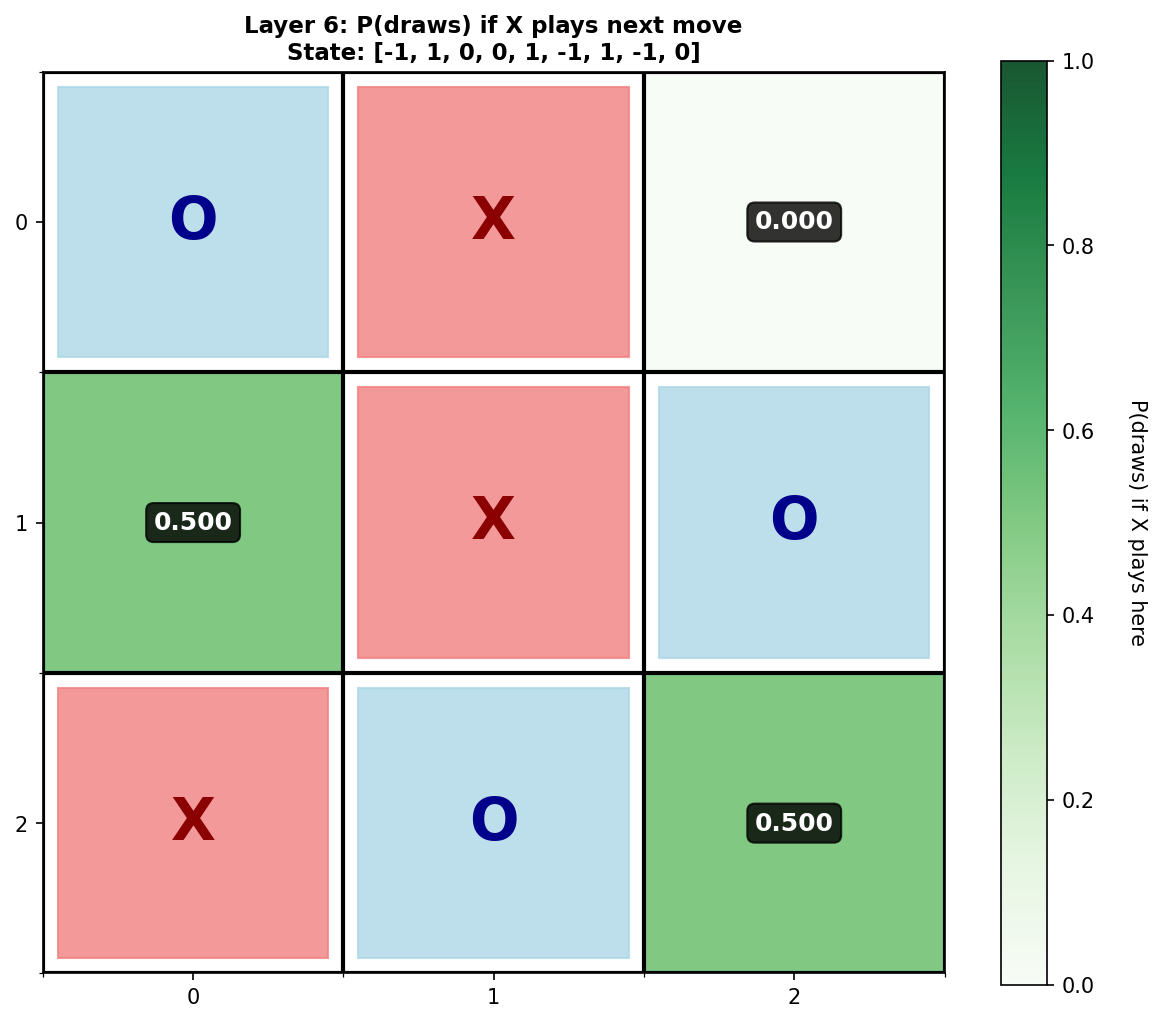 Layer 6: P(draws) if X plays next move
State: [-1, 1, 0, 0, 1, -1, 1, -1, 0]
O
X
0.000
0
0.500
X
O
1
X
O
0.500
2
0
1
2
1.0
0.8
0.6
0.4
0.2
0.0
P(draws) if X plays here